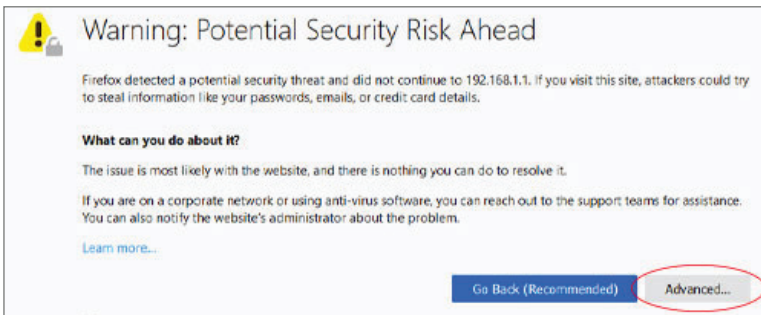 Warning: Potential Security Risk Ahead
Firefox detected a potential security threat and did not continue to 192.168.1.1. If you visit this site, attackers could try
to steal information like your passwords, emails, or credit card details.
What can you do about it?
The issue is most likely with the website, and there is nothing you can do to resolve it.
If you are on a corporate network or using anti-virus software, you can reach out to the support teams for assistance.
You can also notify the website's administrator about the problem.
Learn more...
Go Back (Recommended)
Advanced...